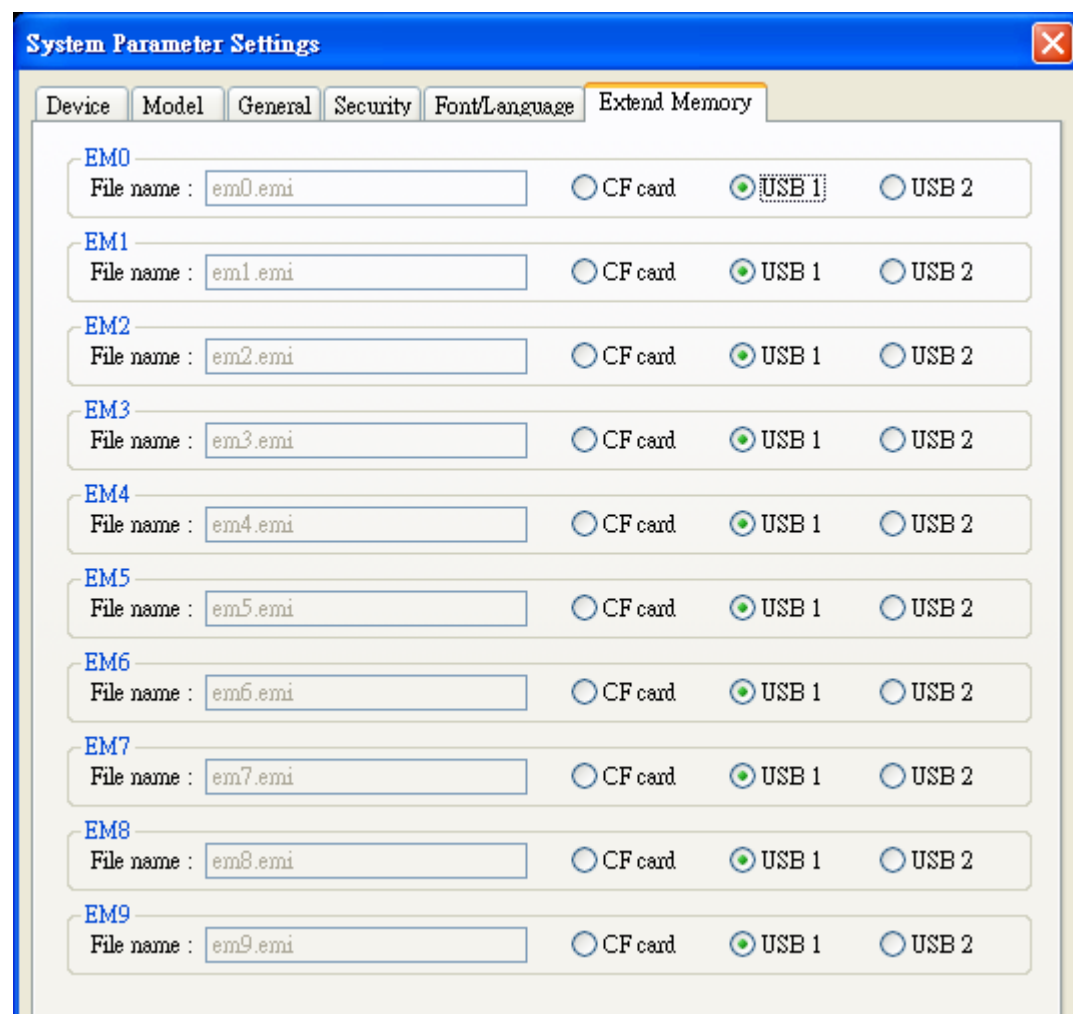 System Parameter Settings
Device Model General Security Font/Language Extend Memory
EM0
File name : em0.emi CF card USB 1 USB 2
EM1
File name : em1.emi CF card USB 1 USB 2
EM2
File name : em2.emi CF card USB 1 USB 2
EM3
File name : em3.emi CF card USB 1 USB 2
EM4
File name : em4.emi CF card USB 1 USB 2
EM5
File name : em5.emi CF card USB 1 USB 2
EM6
File name : em6.emi CF card USB 1 USB 2
EM7
File name : em7.emi CF card USB 1 USB 2
EM8
File name : em8.emi CF card USB 1 USB 2
EM9
File name : em9.emi CF card USB 1 USB 2